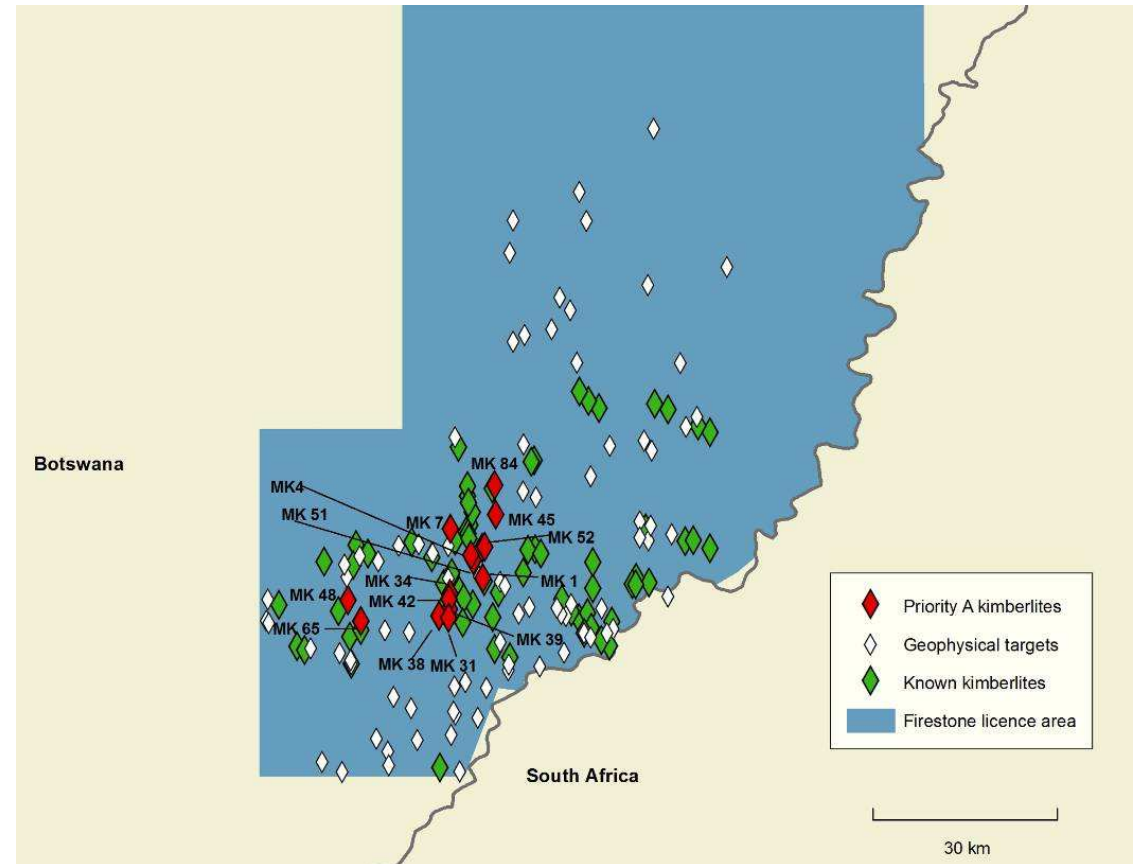 Botswana
MK 84
MK4
MK 51
MK 7
MK 45
MK 52
MK 34
MK 1
MK 48
MK 42
MK 65
MK 39
MK 38
MK 31
South Africa
Priority A kimberlites
Geophysical targets
Known kimberlites
Firestone licence area
30 km